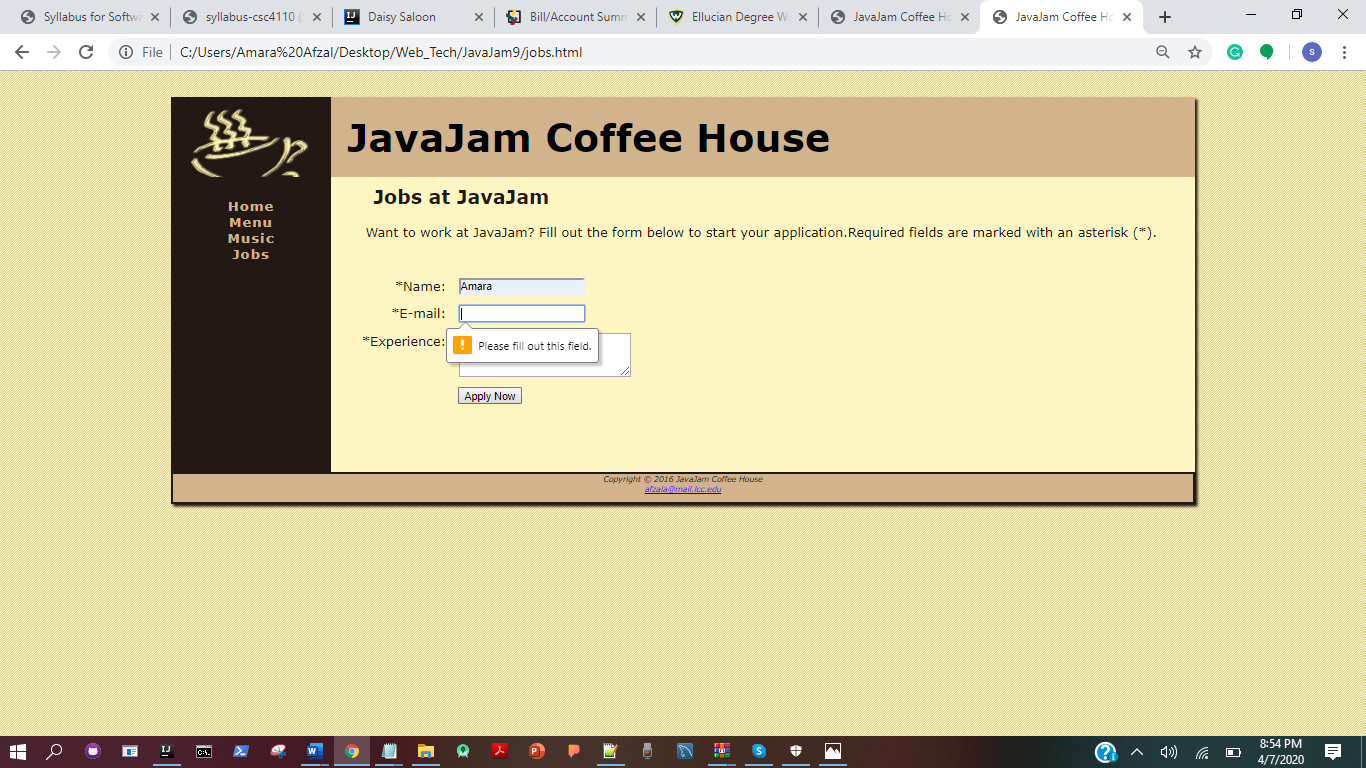 Syllabus for Softwa
syllabus-csc4110 (
Daisy Saloon
Bill/Account Summ
Ellucian Degree Wo
JavaJam Coffee Ho
JavaJam Coffee Ho
File
C:/Users/Amara%20Afzal/Desktop/Web_Tech/JavaJam9/jobs.html
S
JavaJam Coffee House
Home
Menu
Music
Jobs
Jobs at JavaJam
Want to work at JavaJam? Fill out the form below to start your application.Required fields are marked with an asterisk (*).
*Name: Amara
*E-mail:
*Experience:
Please fill out this field.
Apply Now
Copyright © 2016 JavaJam Coffee House
afzala@mail.lcc.edu
8:54 PM
4/7/2020